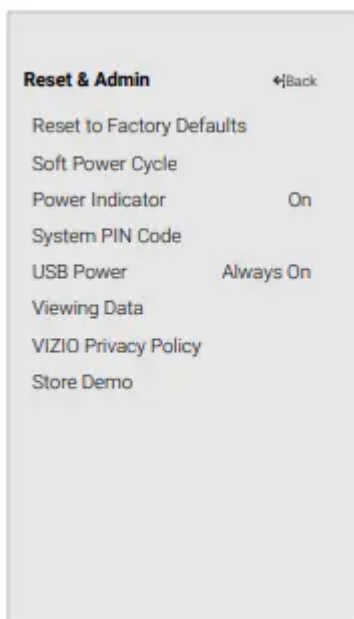 Reset & Admin Back
Reset to Factory Defaults
Soft Power Cycle
Power Indicator On
System PIN Code
USB Power Always On
Viewing Data
VIZIO Privacy Policy
Store Demo